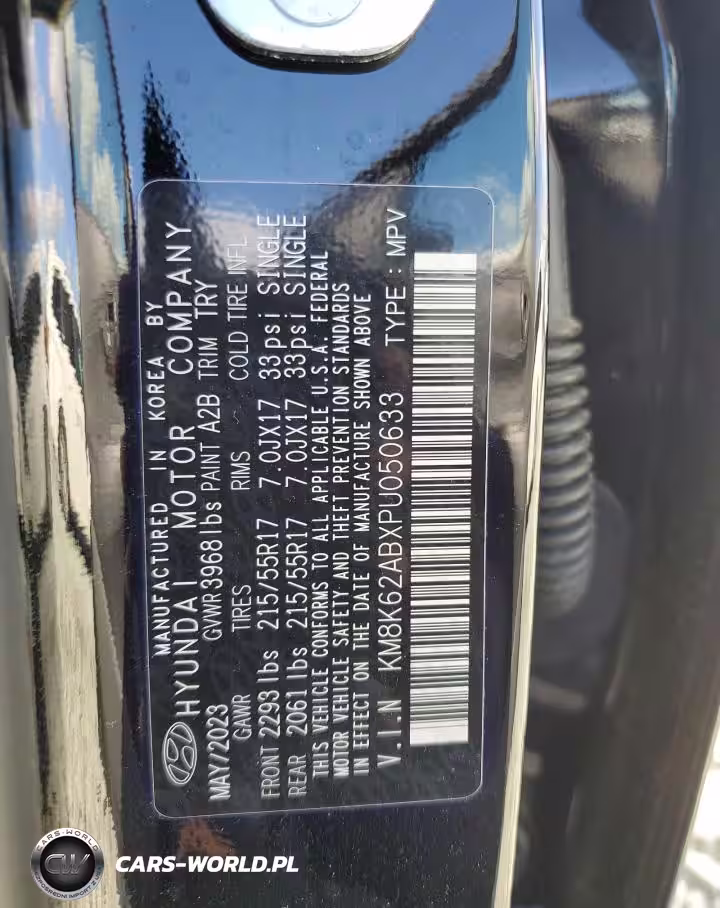 MANUFACTURED IN KOREA BY
HYUNDAI MOTOR COMPANY
MAY/2023 GVWR 3968 lbs PAINT A2B TRIM TRY
GAWR TIRES RIMS COLD TIRE INFL.
FRONT 2293 lbs 215/55R17 7.0JX17 33psi SINGLE
REAR 2061 lbs 215/55R17 7.0JX17 33psi SINGLE
THIS VEHICLE CONFORMS TO ALL APPLICABLE U.S.A. FEDERAL
MOTOR VEHICLE SAFETY AND THEFT PREVENTION STANDARDS
IN EFFECT ON THE DATE OF MANUFACTURE SHOWN ABOVE
V.I.N KM8K62ABXPU050633 TYPE : MPV
CARS-WORLD
CW
CARS-WORLD.PL